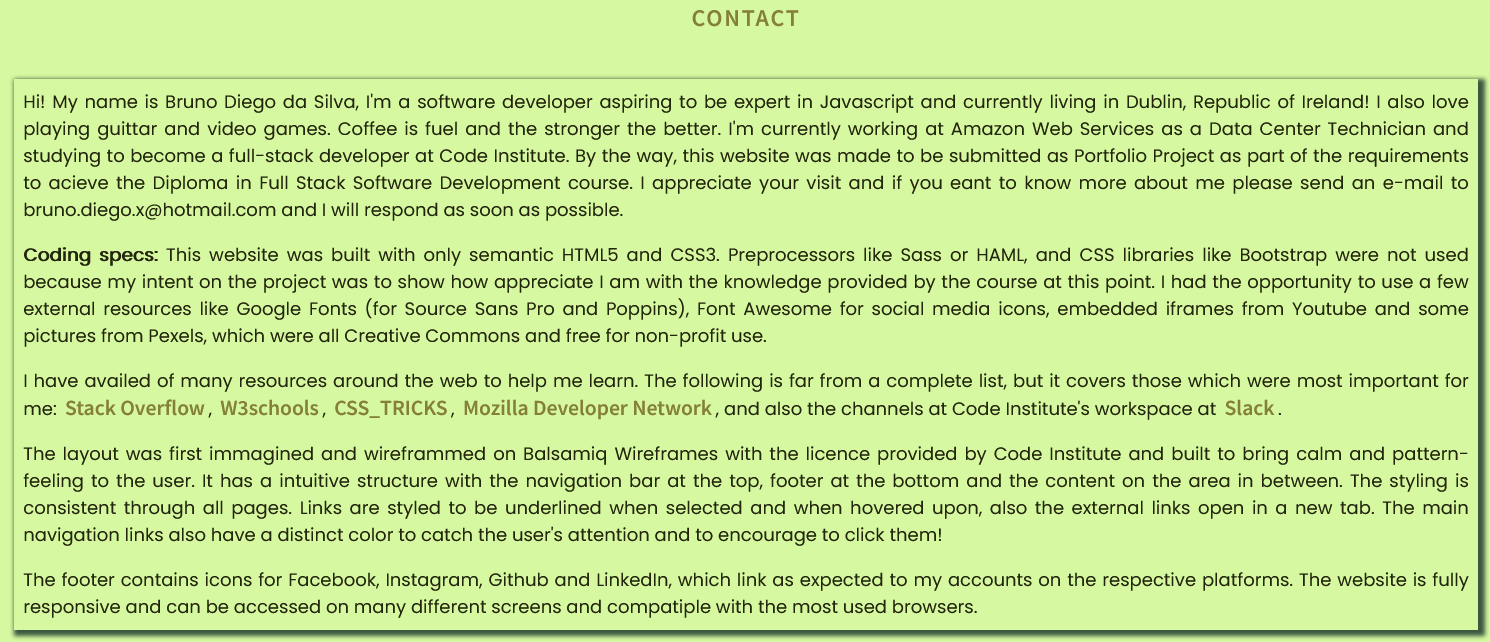 CONTACT
Hi! My name is Bruno Diego da Silva, I'm a software developer aspiring to be expert in Javascript and currently living in Dublin, Republic of Ireland! I also love
playing guittar and video games. Coffee is fuel and the stronger the better. I'm currently working at Amazon Web Services as a Data Center Technician and
studying to become a full-stack developer at Code Institute. By the way, this website was made to be submitted as Portfolio Project as part of the requirements
to acieve the Diploma in Full Stack Software Development course. I appreciate your visit and if you eant to know more about me please send an e-mail to
bruno.diego.x@hotmail.com and I will respond as soon as possible.
Coding specs: This website was built with only semantic HTML5 and CSS3. Preprocessors like Sass or HAML, and CSS libraries like Bootstrap were not used
because my intent on the project was to show how appreciate I am with the knowledge provided by the course at this point. I had the opportunity to use a few
external resources like Google Fonts (for Source Sans Pro and Poppins), Font Awesome for social media icons, embedded iframes from Youtube and some
pictures from Pexels, which were all Creative Commons and free for non-profit use.
I have availed of many resources around the web to help me learn. The following is far from a complete list, but it covers those which were most important for
me: Stack Overflow, W3schools, CSS_TRICKS, Mozilla Developer Network, and also the channels at Code Institute's workspace at Slack.
The layout was first immagined and wireframmed on Balsamiq Wireframes with the licence provided by Code Institute and built to bring calm and pattern-
feeling to the user. It has a intuitive structure with the navigation bar at the top, footer at the bottom and the content on the area in between. The styling is
consistent through all pages. Links are styled to be underlined when selected and when hovered upon, also the external links open in a new tab. The main
navigation links also have a distinct color to catch the user's attention and to encourage to click them!
The footer contains icons for Facebook, Instagram, Github and LinkedIn, which link as expected to my accounts on the respective platforms. The website is fully
responsive and can be accessed on many different screens and compatiple with the most used browsers.